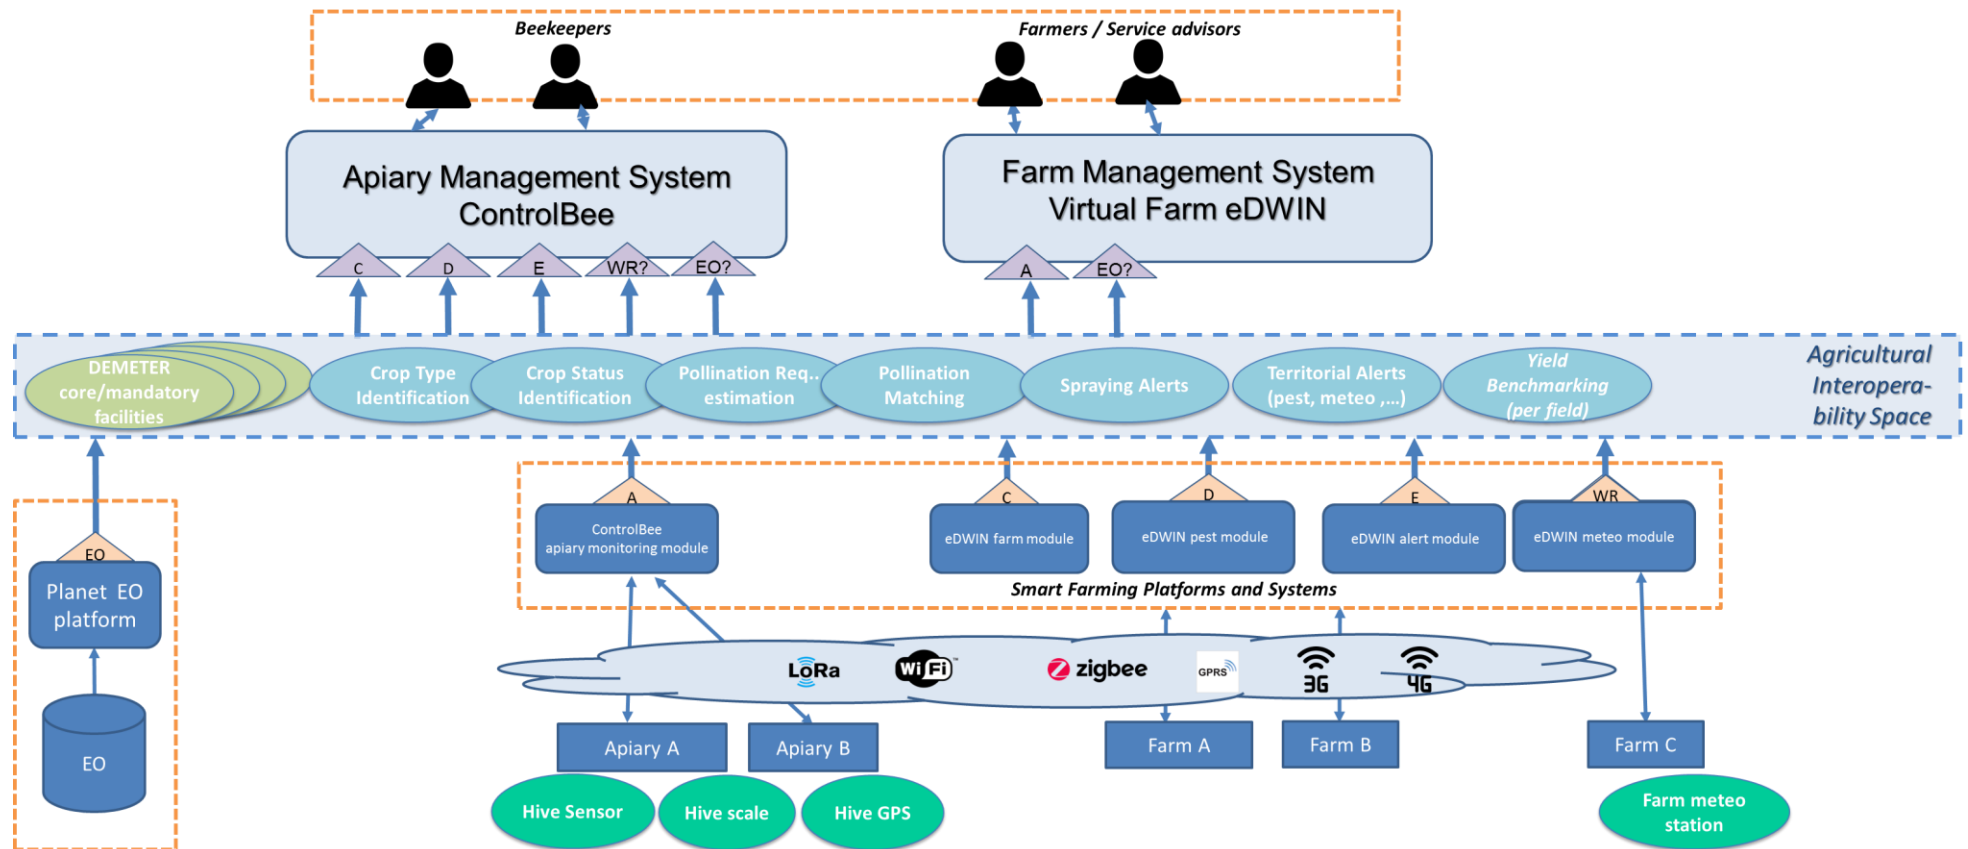 Beekeepers
Farmers / Service advisors
Apiary Management System
ControlBee
Farm Management System
Virtual Farm eDWIN
C
D
E
WR?
EO?
A
EO?
DEMETER
core/mandatory
facilities
Crop Type
Identification
Crop Status
Identification
Pollination Req..
estimation
Pollination
Matching
Spraying Alerts
Territorial Alerts
(pest, meteo ,...)
Yield
Benchmarking
(per field)
Agricultural
Interopera-
bility Space
A
C
D
E
WR
ControlBee
apiary monitoring module
eDWIN farm module
eDWIN pest module
eDWIN alert module
eDWIN meteo module
Smart Farming Platforms and Systems
EO
Planet EO
platform
EO
LoRa
WiFi™
zigbee
GPRS
3G
4G
Apiary A
Apiary B
Farm A
Farm B
Farm C
Hive Sensor
Hive scale
Hive GPS
Farm meteo
station